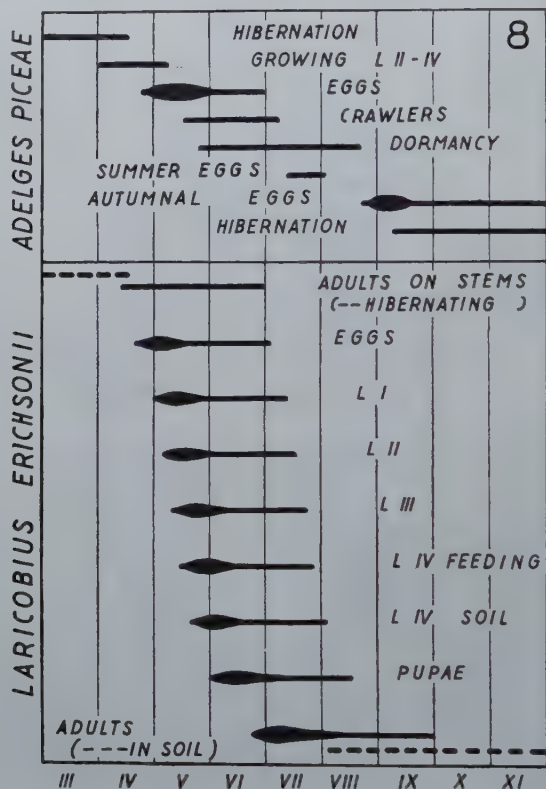 8
ADELGES PICEAE
HIBERNATION
GROWING L II-IV
EGGS
CRAWLERS
DORMANCY
SUMMER EGGS
AUTUMNAL EGGS
HIBERNATION
LARICOBIUS ERICHSONII
ADULTS ON STEMS
(--HIBERNATING )
EGGS
L I
L II
L III
L IV FEEDING
L IV SOIL
PUPAE
ADULTS
(---IN SOIL)
III IV V VI VII VIII IX X XI